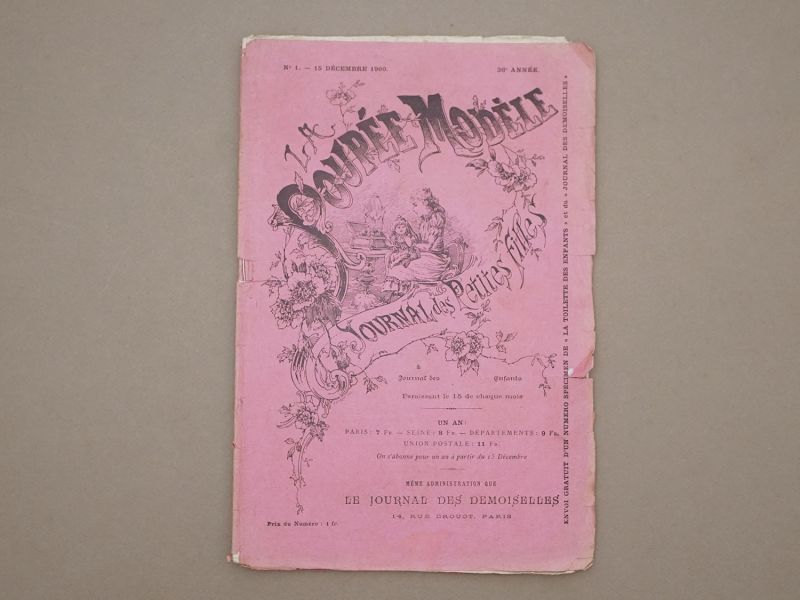 Nº 1. — 15 DÉCEMBRE 1900.
36e ANNÉE.
LA
POUPÉE MODÈLE
JOURNAL des Petites filles
&
Journal des Enfants
Paraissant le 15 de chaque mois
UN AN:
PARIS: 7 Fr. — SEINE: 8 Fr. — DÉPARTEMENTS: 9 Fr.
UNION POSTALE: 11 Fr.
On s'abonne pour un an à partir du 15 Décembre
MÊME ADMINISTRATION QUE
LE JOURNAL DES DEMOISELLES
14, RUE DROUOT, PARIS
Prix du Numéro: 1 fr.
ENVOI GRATUIT D'UN NUMÉRO SPÉCIMEN DE « LA TOILETTE DES ENFANTS » et du « JOURNAL DES DEMOISELLES »